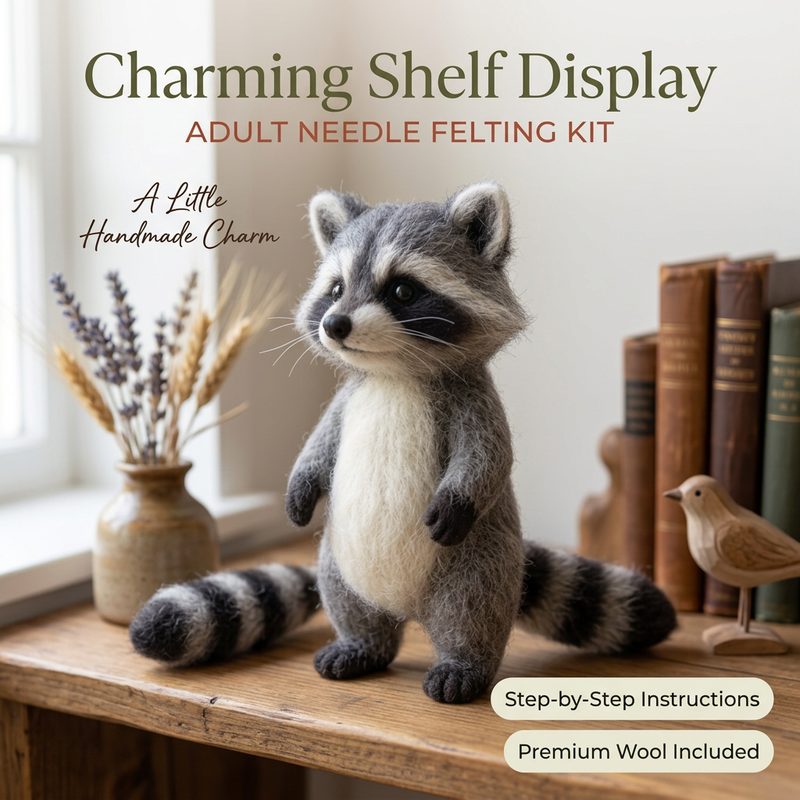 Charming Shelf Display
ADULT NEEDLE FELTING KIT
A Little
Handmade Charm
Step-by-Step Instructions
Premium Wool Included